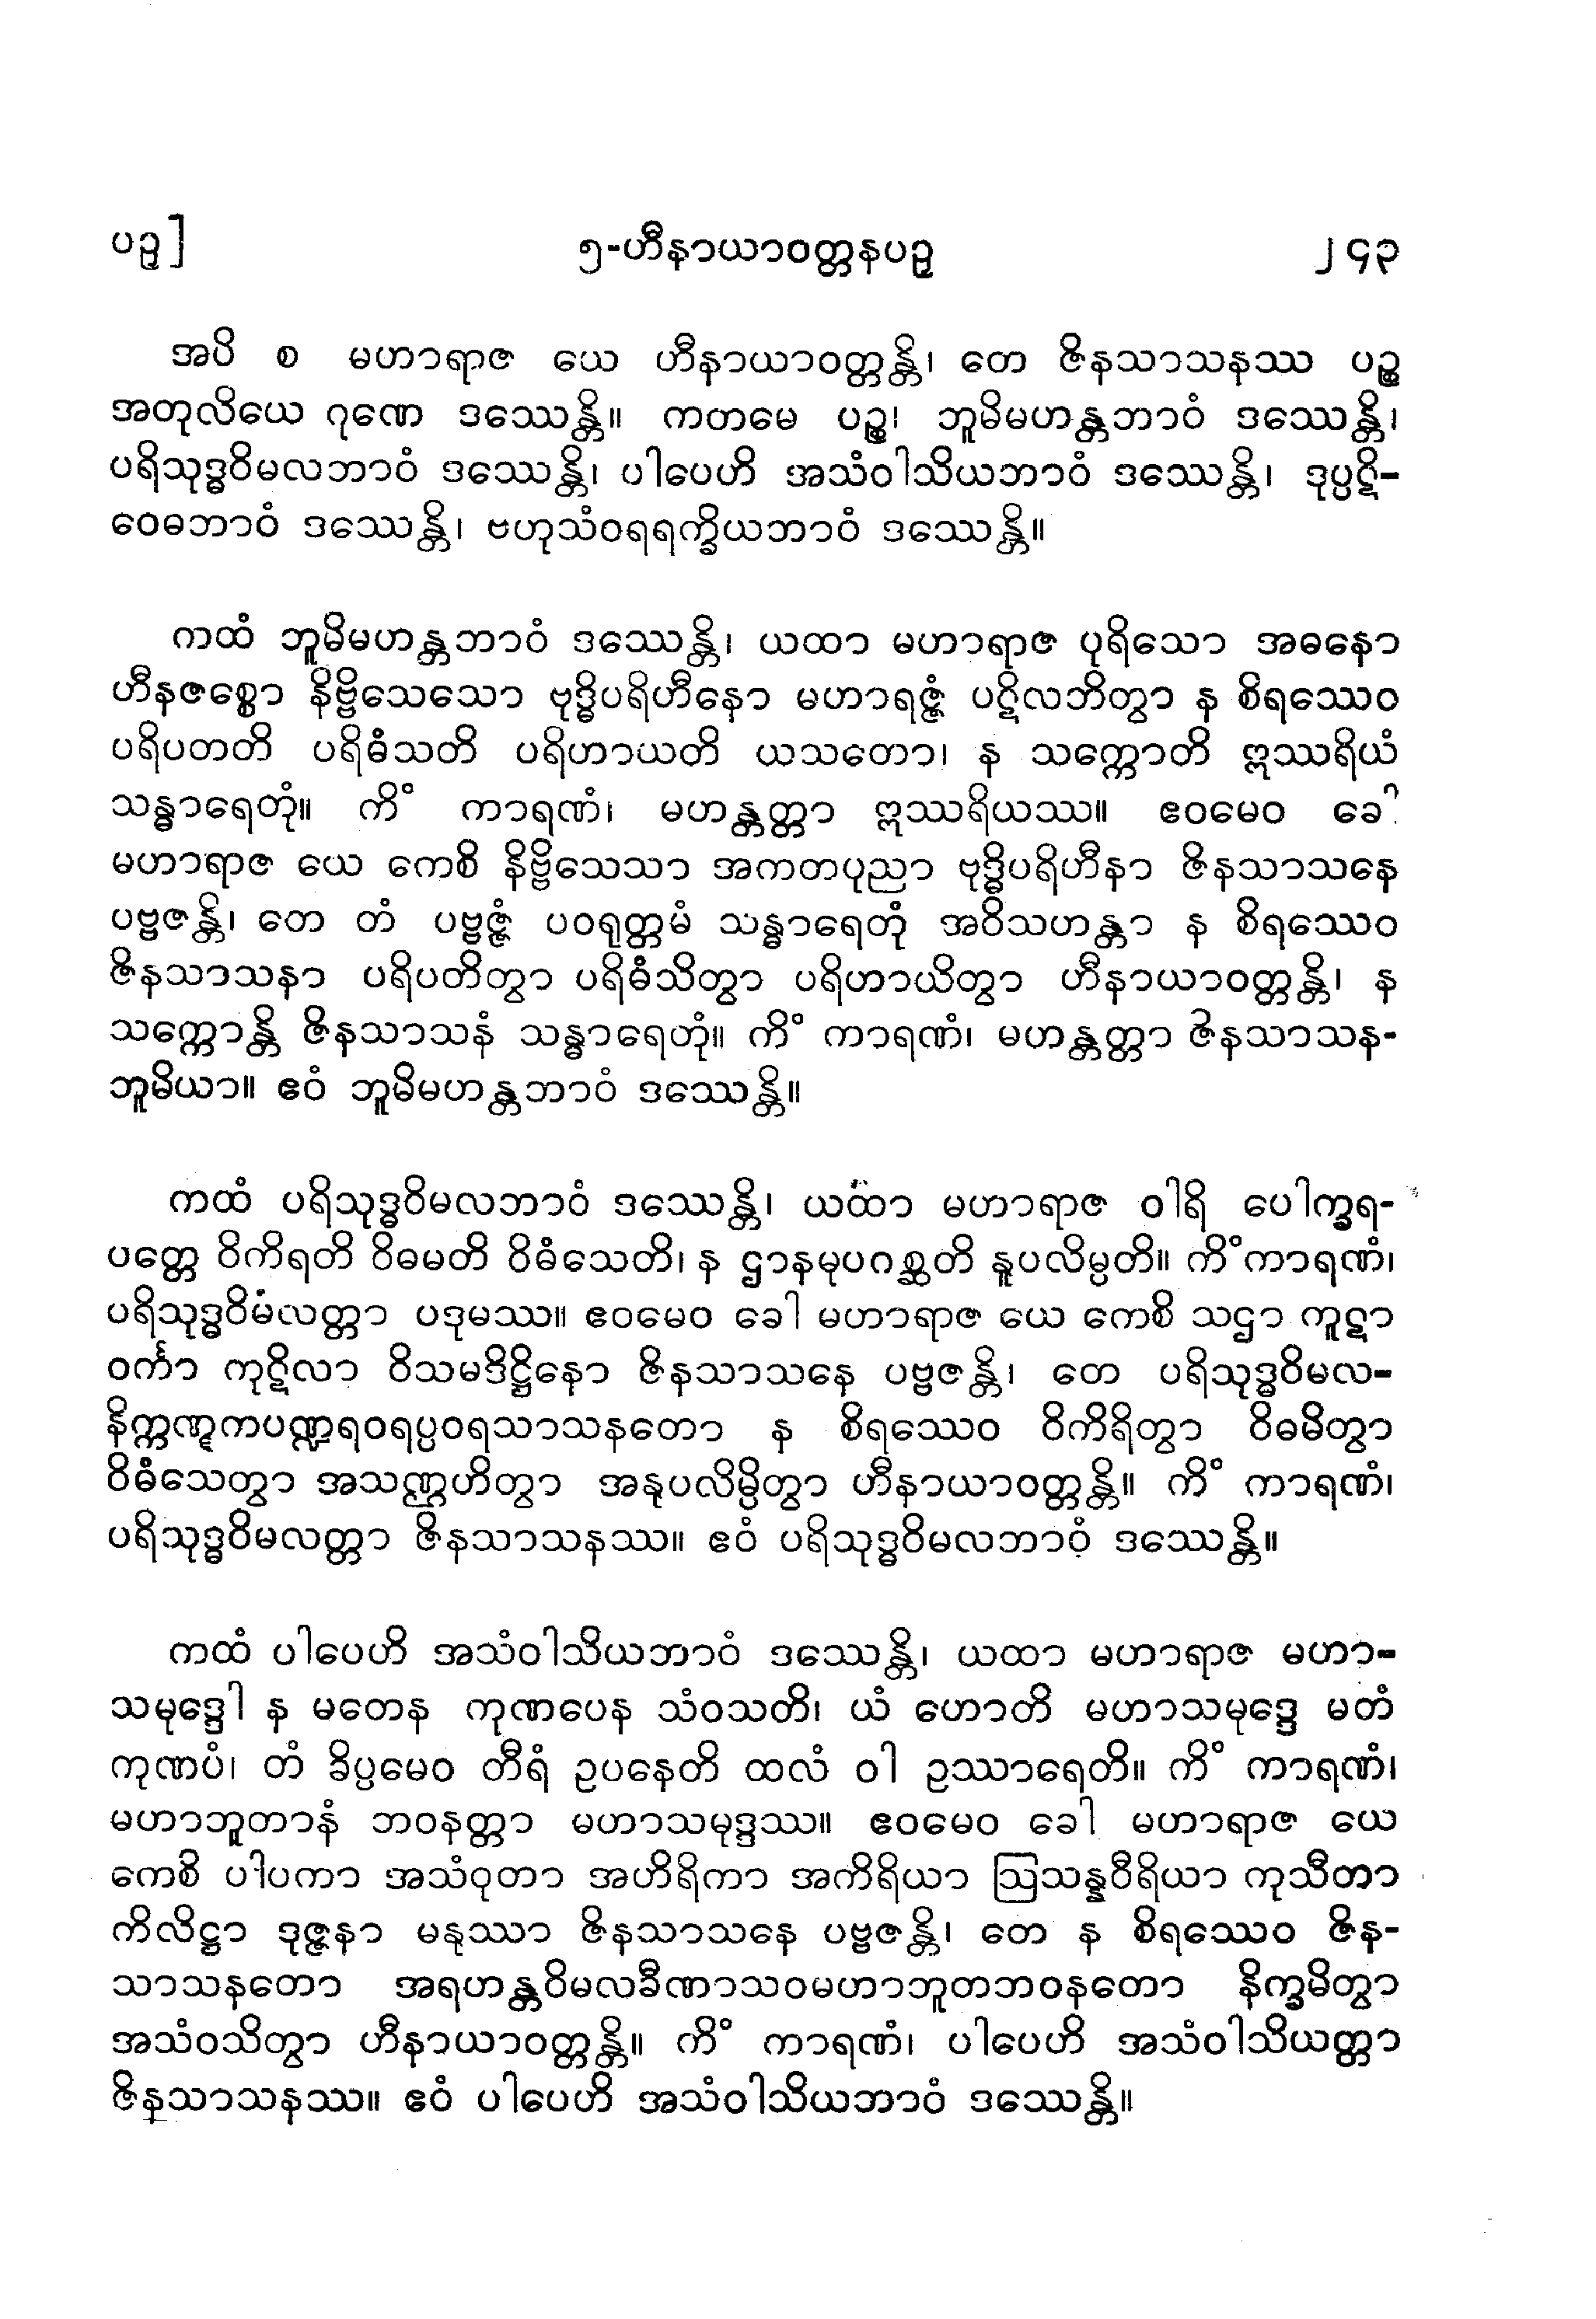 ပဉှ]
၅-ဟီနာယာဝတ္တနပဉှ
၂၄၃
အပိ စ မဟာရာဇ ယေ ဟီနာယာဝတ္တန္တိ၊ တေ ဇိနသာသနဿ ပဉ္စ
အတုလိယေ ဂုဏေ ဒဿေန္တိ။ ကတမေ ပဉ္စ၊ ဘူမိမဟန္တဘာဝံ ဒဿေန္တိ၊
ပရိသုဒ္ဓဝိမလဘာဝံ ဒဿေန္တိ၊ ပါပေဟိ အသံဝါသိယဘာဝံ ဒဿေန္တိ၊ ဒုပ္ပဋိ-
ဝေဓဘာဝံ ဒဿေန္တိ၊ ဗဟုသံဝရရက္ခိယဘာဝံ ဒဿေန္တိ။
ကထံ ဘူမိမဟန္တဘာဝံ ဒဿေန္တိ၊ ယထာ မဟာရာဇ ပုရိသော အဓနော
ဟီနဇစ္စော နိဗ္ဗိသေသော ဗုဒ္ဓိပရိဟီနော မဟာရဇ္ဇံ ပဋိလဘိတွာ န စိရဿေဝ
ပရိပတတိ ပရိဓံသတိ ပရိဟာယတိ ယသတော၊ န သက္ကောတိ ဣဿရိယံ
သန္ဓာရေတုံ။ ကိံ ကာရဏံ၊ မဟန္တတ္တာ ဣဿရိယဿ။ ဧဝမေဝ ခေါ
မဟာရာဇ ယေ ကေစိ နိဗ္ဗိသေသာ အကတပုညာ ဗုဒ္ဓိပရိဟီနာ ဇိနသာသနေ
ပဗ္ဗဇန္တိ၊ တေ တံ ပဗ္ဗဇ္ဇံ ပဝရုတ္တမံ သန္ဓာရေတုံ အဝိသဟန္တာ န စိရဿေဝ
ဇိနသာသနာ ပရိပတိတွာ ပရိဓံသိတွာ ပရိဟာယိတွာ ဟီနာယာဝတ္တန္တိ၊ န
သက္ကောန္တိ ဇိနသာသနံ သန္ဓာရေတုံ။ ကိံ ကာရဏံ၊ မဟန္တတ္တာ ဇိနသာသန-
ဘူမိယာ။ ဧဝံ ဘူမိမဟန္တဘာဝံ ဒဿေန္တိ။
ကထံ ပရိသုဒ္ဓဝိမလဘာဝံ ဒဿေန္တိ၊ ယထာ မဟာရာဇ ဝါရိ ပေါက္ခရ-
ပတ္တေ ဝိကိရတိ ဝိဓမတိ ဝိဓံသေတိ၊ န ဌာနမုပဂစ္ဆတိ နူပလိမ္ပတိ။ ကိံကာရဏံ၊
ပရိသုဒ္ဓဝိမံလတ္တာ ပဒုမဿ။ ဧဝမေဝ ခေါ မဟာရာဇ ယေ ကေစိ သဌာ ကူဋာ
ဝင်္ကာ ကုဋိလာ ဝိသမဒိဋ္ဌိနော ဇိနသာသနေ ပဗ္ဗဇန္တိ၊ တေ ပရိသုဒ္ဓဝိမလ-
နိက္ကဏ္ဋကပဏ္ဍရဝရပ္ပဝရသာသနတော န စိရဿေဝ ဝိကိရိတွာ ဝိဓမိတွာ
ဝိဓံသေတွာ အသဏ္ဌဟိတွာ အနုပလိမ္ပိတွာ ဟီနာယာဝတ္တန္တိ။ ကိံ ကာရဏံ၊
ပရိသုဒ္ဓဝိမလတ္တာ ဇိနသာသနဿ။ ဧဝံ ပရိသုဒ္ဓဝိမလဘာဝံ ဒဿေန္တိ။
ကထံ ပါပေဟိ အသံဝါသိယဘာဝံ ဒဿေန္တိ၊ ယထာ မဟာရာဇ မဟာ-
သမုဒ္ဒေါ န မတေန ကုဏပေန သံဝသတိ၊ ယံ ဟောတိ မဟာသမုဒ္ဒေ မတံ
ကုဏပံ၊ တံ ခိပ္ပမေဝ တီရံ ဥပနေတိ ထလံ ဝါ ဥဿာရေတိ။ ကိံ ကာရဏံ၊
မဟာဘူတာနံ ဘဝနတ္တာ မဟာသမုဒ္ဒဿ။ ဧဝမေဝ ခေါ မဟာရာဇ ယေ
ကေစိ ပါပကာ အသံဝုတာ အဟိရိကာ အကိရိယာ ဩသန္နဝီရိယာ ကုသီတာ
ကိလိဋ္ဌာ ဒုဇ္ဇနာ မနုဿာ ဇိနသာသနေ ပဗ္ဗဇန္တိ၊ တေ န စိရဿေဝ ဇိန-
သာသနတော အရဟန္တဝိမလခီဏာသဝမဟာဘူတဘဝနတော နိက္ခမိတွာ
အသံဝသိတွာ ဟီနာယာဝတ္တန္တိ။ ကိံ ကာရဏံ၊ ပါပေဟိ အသံဝါသိယတ္တာ
ဇိနသာသနဿ။ ဧဝံ ပါပေဟိ အသံဝါသိယဘာဝံ ဒဿေန္တိ။